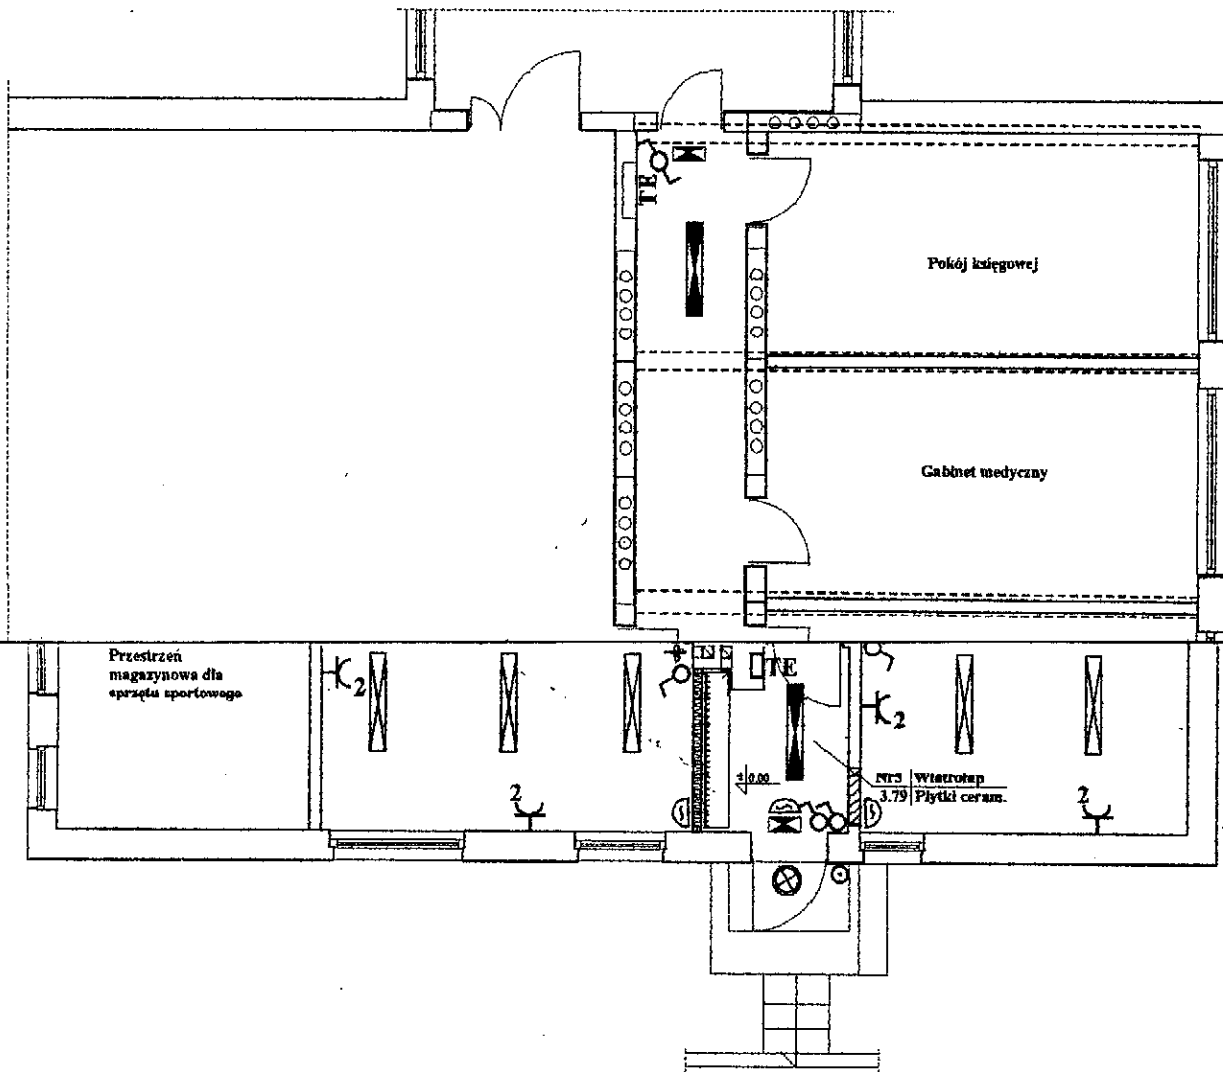 TE
Pokój księgowej
Gabinet medyczny
Przestrzeń
magazynowa dla
sprzętu sportowego
2
TE
2
± 0.00
Nr3 Wiatrołap
3.79 Płytki ceram.
2
2